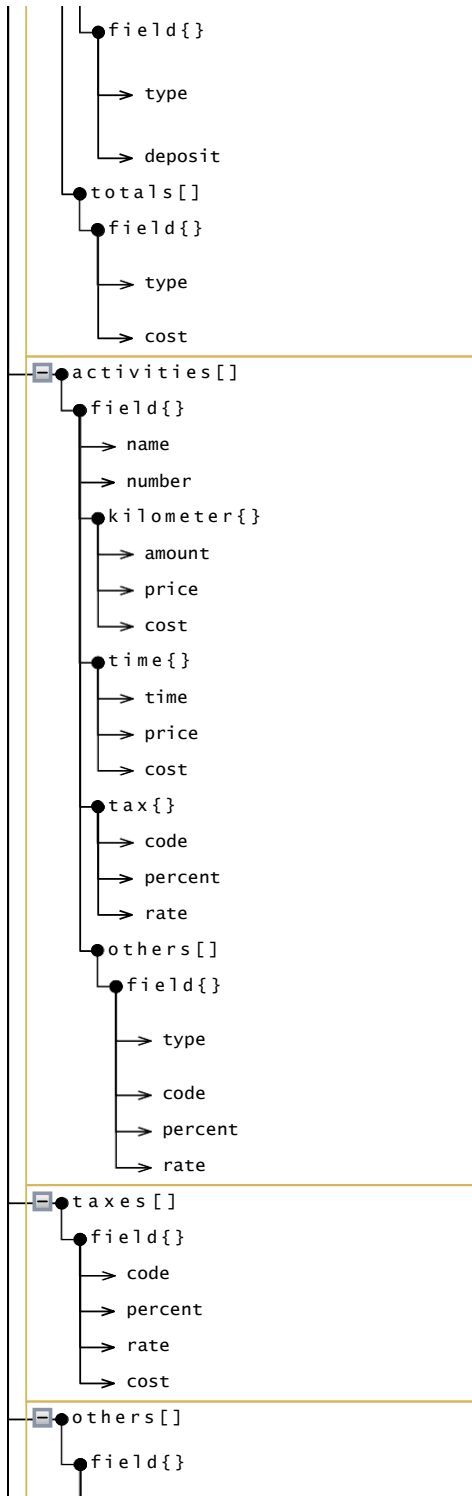 field{}
type
deposit
totals[]
field{}
type
cost
activities[]
field{}
name
number
kilometer{}
amount
price
cost
time{}
time
price
cost
tax{}
code
percent
rate
others[]
field{}
type
code
percent
rate
taxes[]
field{}
code
percent
rate
cost
others[]
field{}